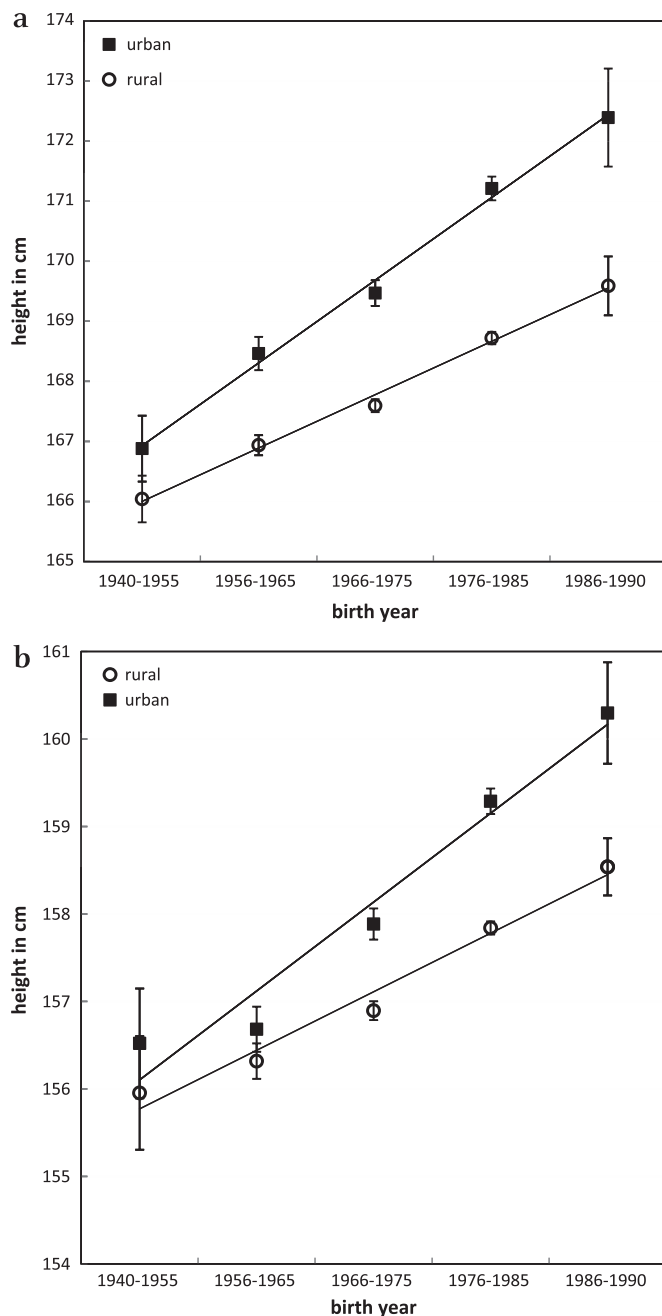 a
174
urban
rural
173
172
171
170
169
168
167
166
165
height in cm
1940-1955 1956-1965 1966-1975 1976-1985 1986-1990
birth year
b
161
rural
urban
160
159
158
157
156
155
154
height in cm
1940-1955 1956-1965 1966-1975 1976-1985 1986-1990
birth year